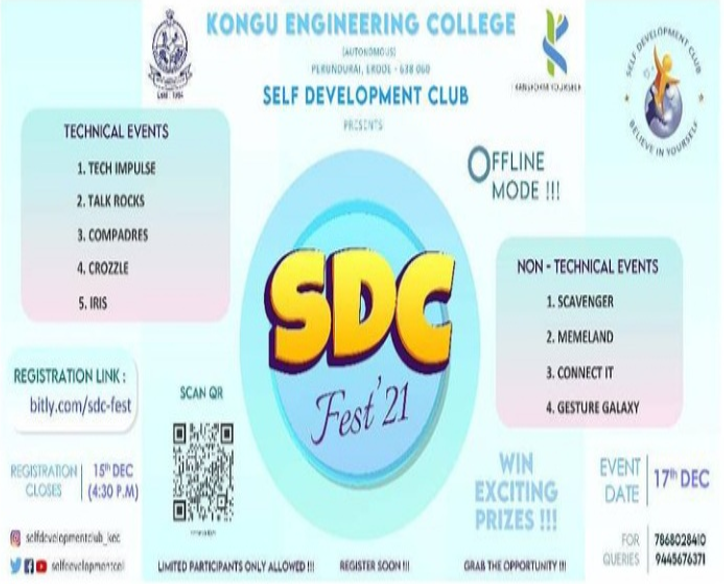 KONGU ENGINEERING COLLEGE
(AUTONOMOUS)
PERUNDURAI, ERODE - 638 060
SELF DEVELOPMENT CLUB
PRESENTS
Estd : 1984
TRANSFORM YOURSELF
SELF DEVELOPMENT CLUB
BELIEVE IN YOURSELF
TECHNICAL EVENTS
1. TECH IMPULSE
2. TALK ROCKS
3. COMPADRES
4. CROZZLE
5. IRIS
OFFLINE
MODE !!!
SDC
Fest'21
NON - TECHNICAL EVENTS
1. SCAVENGER
2. MEMELAND
3. CONNECT IT
4. GESTURE GALAXY
REGISTRATION LINK :
bitly.com/sdc-fest
SCAN QR
REGISTRATION CLOSES
15th DEC
(4:30 P.M)
WIN
EXCITING
PRIZES !!!
EVENT DATE
17th DEC
selfdevelopmentclub_kec
FOR QUERIES
7868028410
9445676371
LIMITED PARTICIPANTS ONLY ALLOWED !!!
REGISTER SOON !!!
GRAB THE OPPORTUNITY !!!